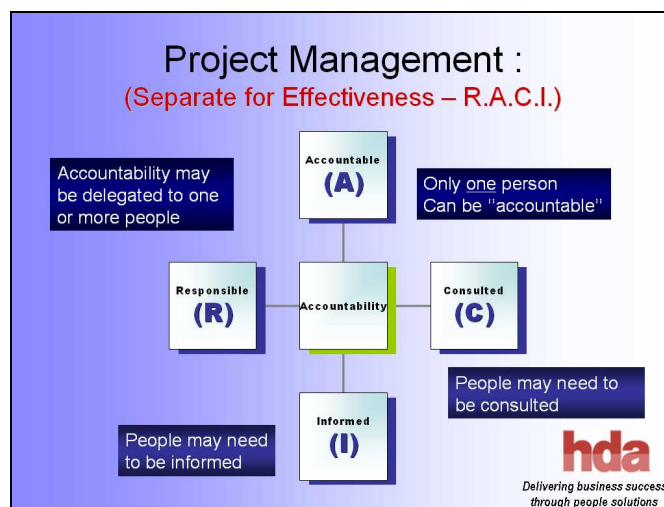 Project Management :
(Separate for Effectiveness – R.A.C.I.)
Accountable
(A)
Accountability may
be delegated to one
or more people
Only one person
Can be "accountable"
Responsible
(R)
Accountability
Consulted
(C)
People may need to
be consulted
Informed
(I)
People may need
to be informed
hda
Delivering business success
through people solutions